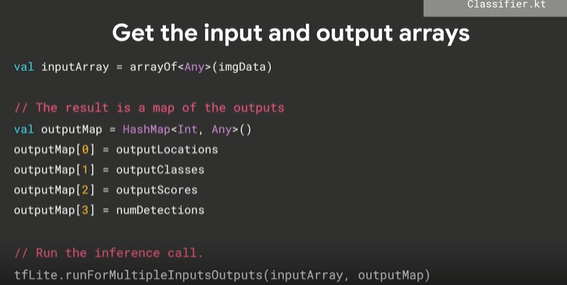 Classifier.kt
Get the input and output arrays
val inputArray = arrayOf<Any>(imgData)
// The result is a map of the outputs
val outputMap = HashMap<Int, Any>()
outputMap[0] = outputLocations
outputMap[1] = outputClasses
outputMap[2] = outputScores
outputMap[3] = numDetections
// Run the inference call.
tfLite.runForMultipleInputsOutputs(inputArray, outputMap)